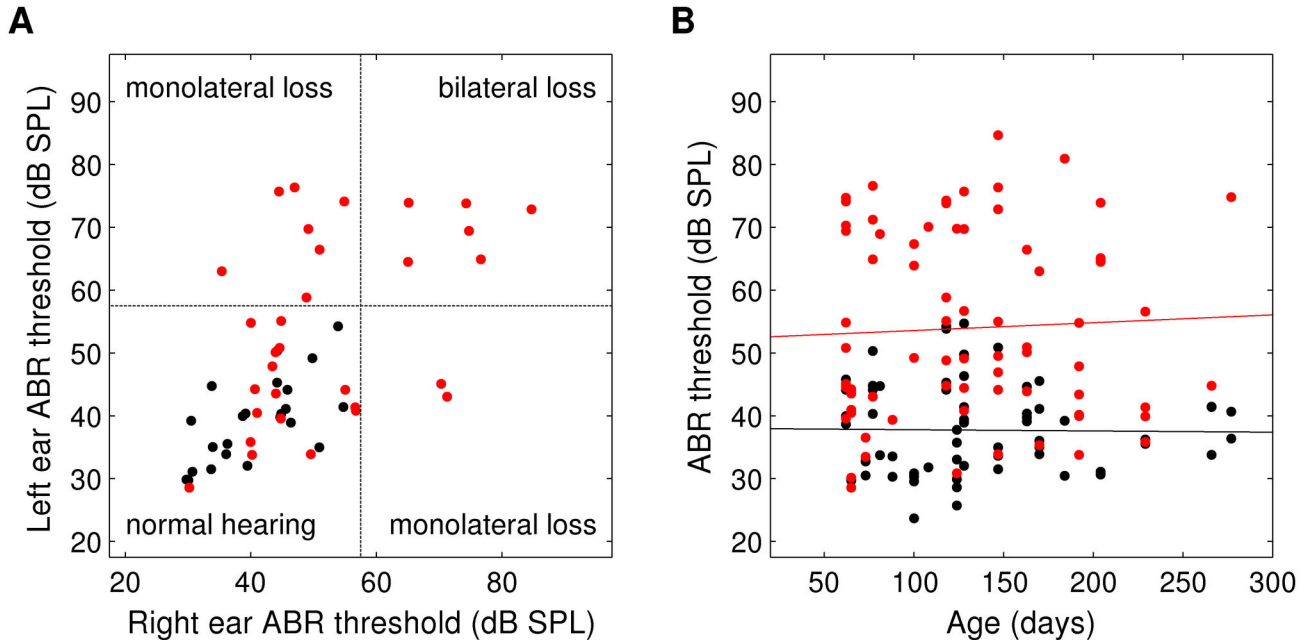 A
monolateral loss
bilateral loss
normal hearing
monolateral loss
90
80
70
60
50
40
30
20
20
40
60
80
Left ear ABR threshold (dB SPL)
Right ear ABR threshold (dB SPL)
B
90
80
70
60
50
40
30
20
50
100
150
200
250
300
ABR threshold (dB SPL)
Age (days)